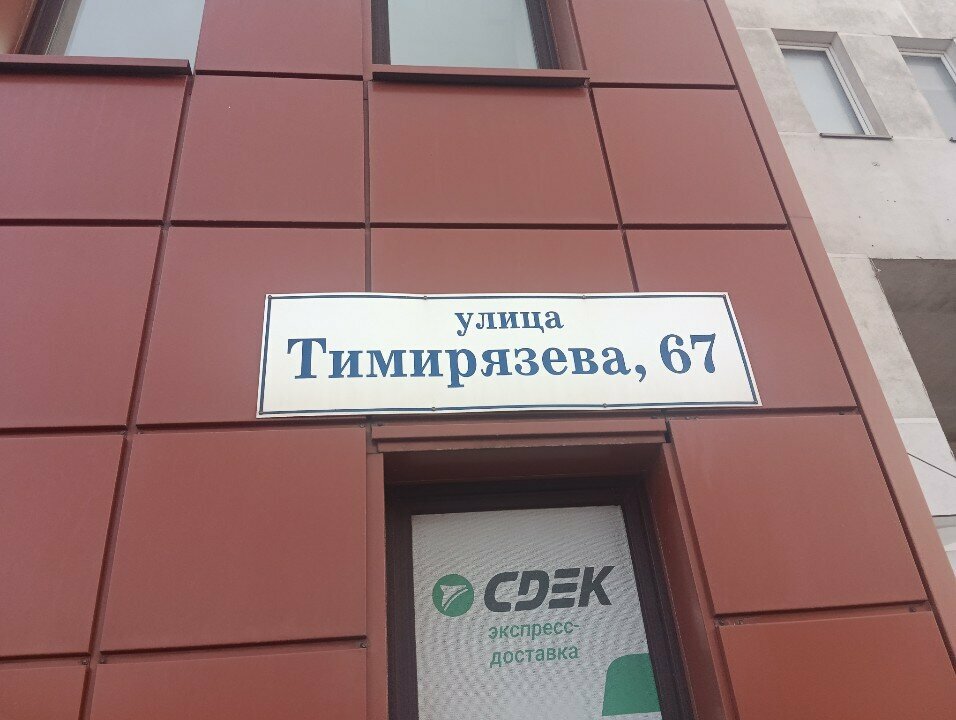 улица
Тимирязева, 67
CDEK
экспресс-
доставка